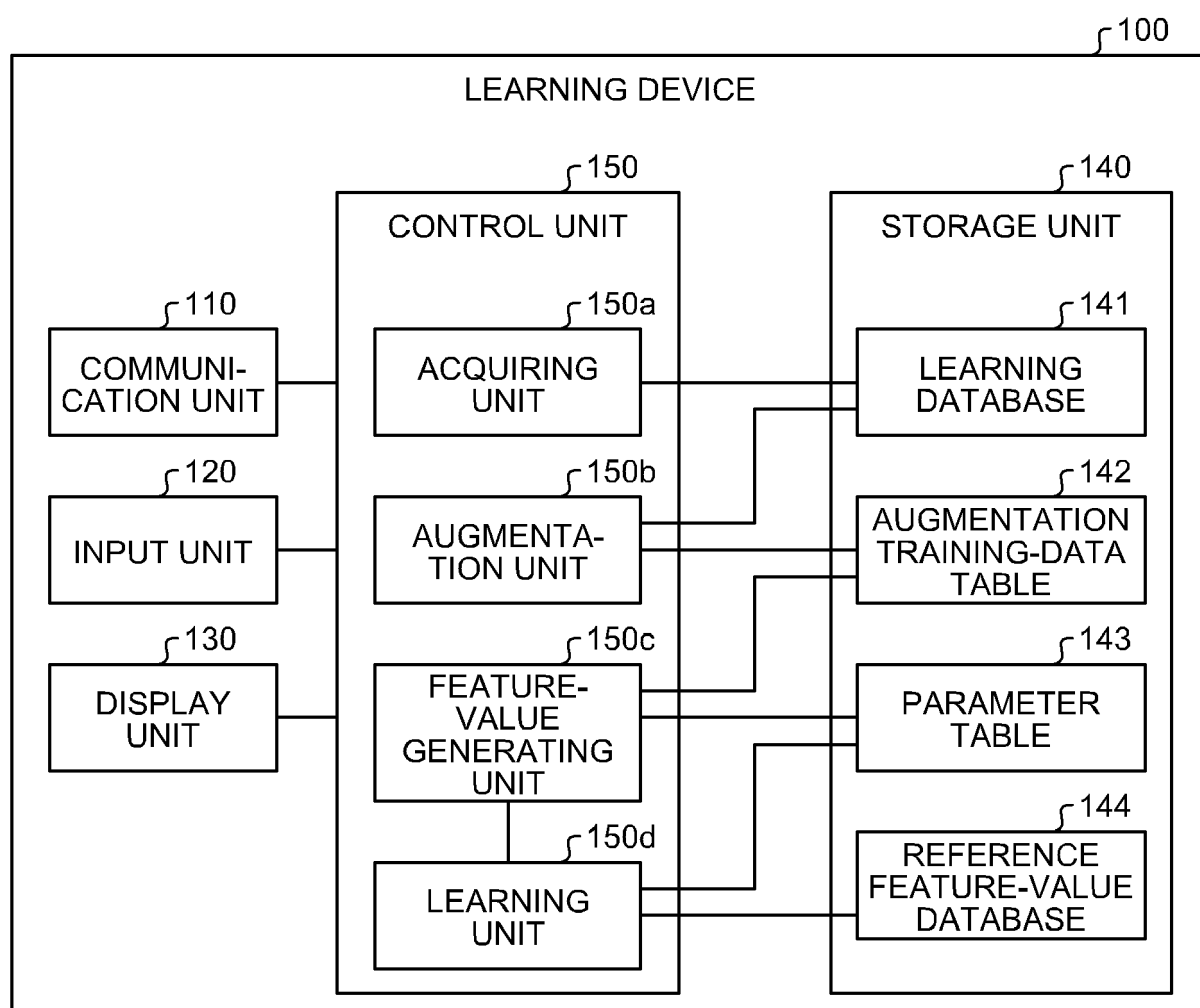 100
LEARNING DEVICE
150
CONTROL UNIT
140
STORAGE UNIT
110
COMMUNI-
CATION UNIT
150a
ACQUIRING
UNIT
141
LEARNING
DATABASE
120
INPUT UNIT
150b
AUGMENTA-
TION UNIT
142
AUGMENTATION
TRAINING-DATA
TABLE
130
DISPLAY
UNIT
150c
FEATURE-
VALUE
GENERATING
UNIT
143
PARAMETER
TABLE
150d
LEARNING
UNIT
144
REFERENCE
FEATURE-VALUE
DATABASE